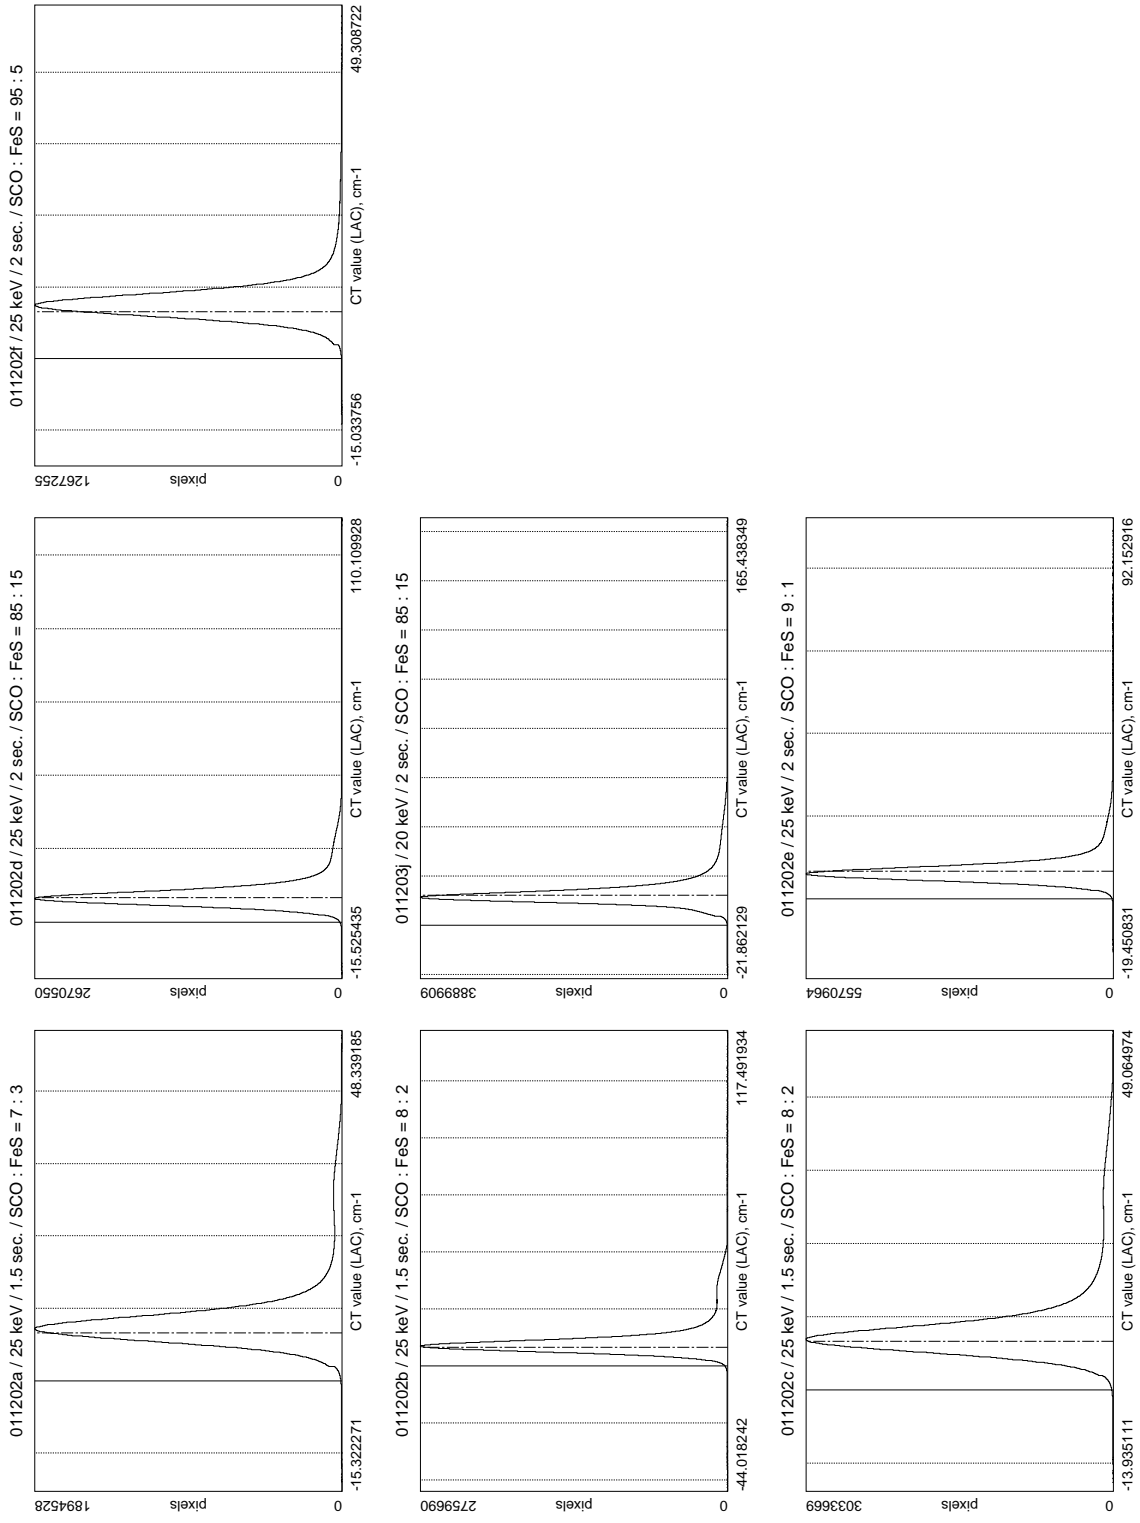 011202a / 25 keV / 1.5 sec. / SCO : FeS = 7 : 3
1894528
pixels
0
-15.322271
CT value (LAC), cm-1
48.339185
011202d / 25 keV / 2 sec. / SCO : FeS = 85 : 15
2670550
pixels
0
-15.525435
CT value (LAC), cm-1
110.109928
011202f / 25 keV / 2 sec. / SCO : FeS = 95 : 5
1267255
pixels
0
-15.033756
CT value (LAC), cm-1
49.308722
011202b / 25 keV / 1.5 sec. / SCO : FeS = 8 : 2
2759690
pixels
0
-44.018242
CT value (LAC), cm-1
117.491934
011203j / 20 keV / 2 sec. / SCO : FeS = 85 : 15
3889909
pixels
0
-21.862129
CT value (LAC), cm-1
165.438349
011202c / 25 keV / 1.5 sec. / SCO : FeS = 8 : 2
3033669
pixels
0
-13.935111
CT value (LAC), cm-1
49.064974
011202e / 25 keV / 2 sec. / SCO : FeS = 9 : 1
5570964
pixels
0
-19.450831
CT value (LAC), cm-1
92.152916